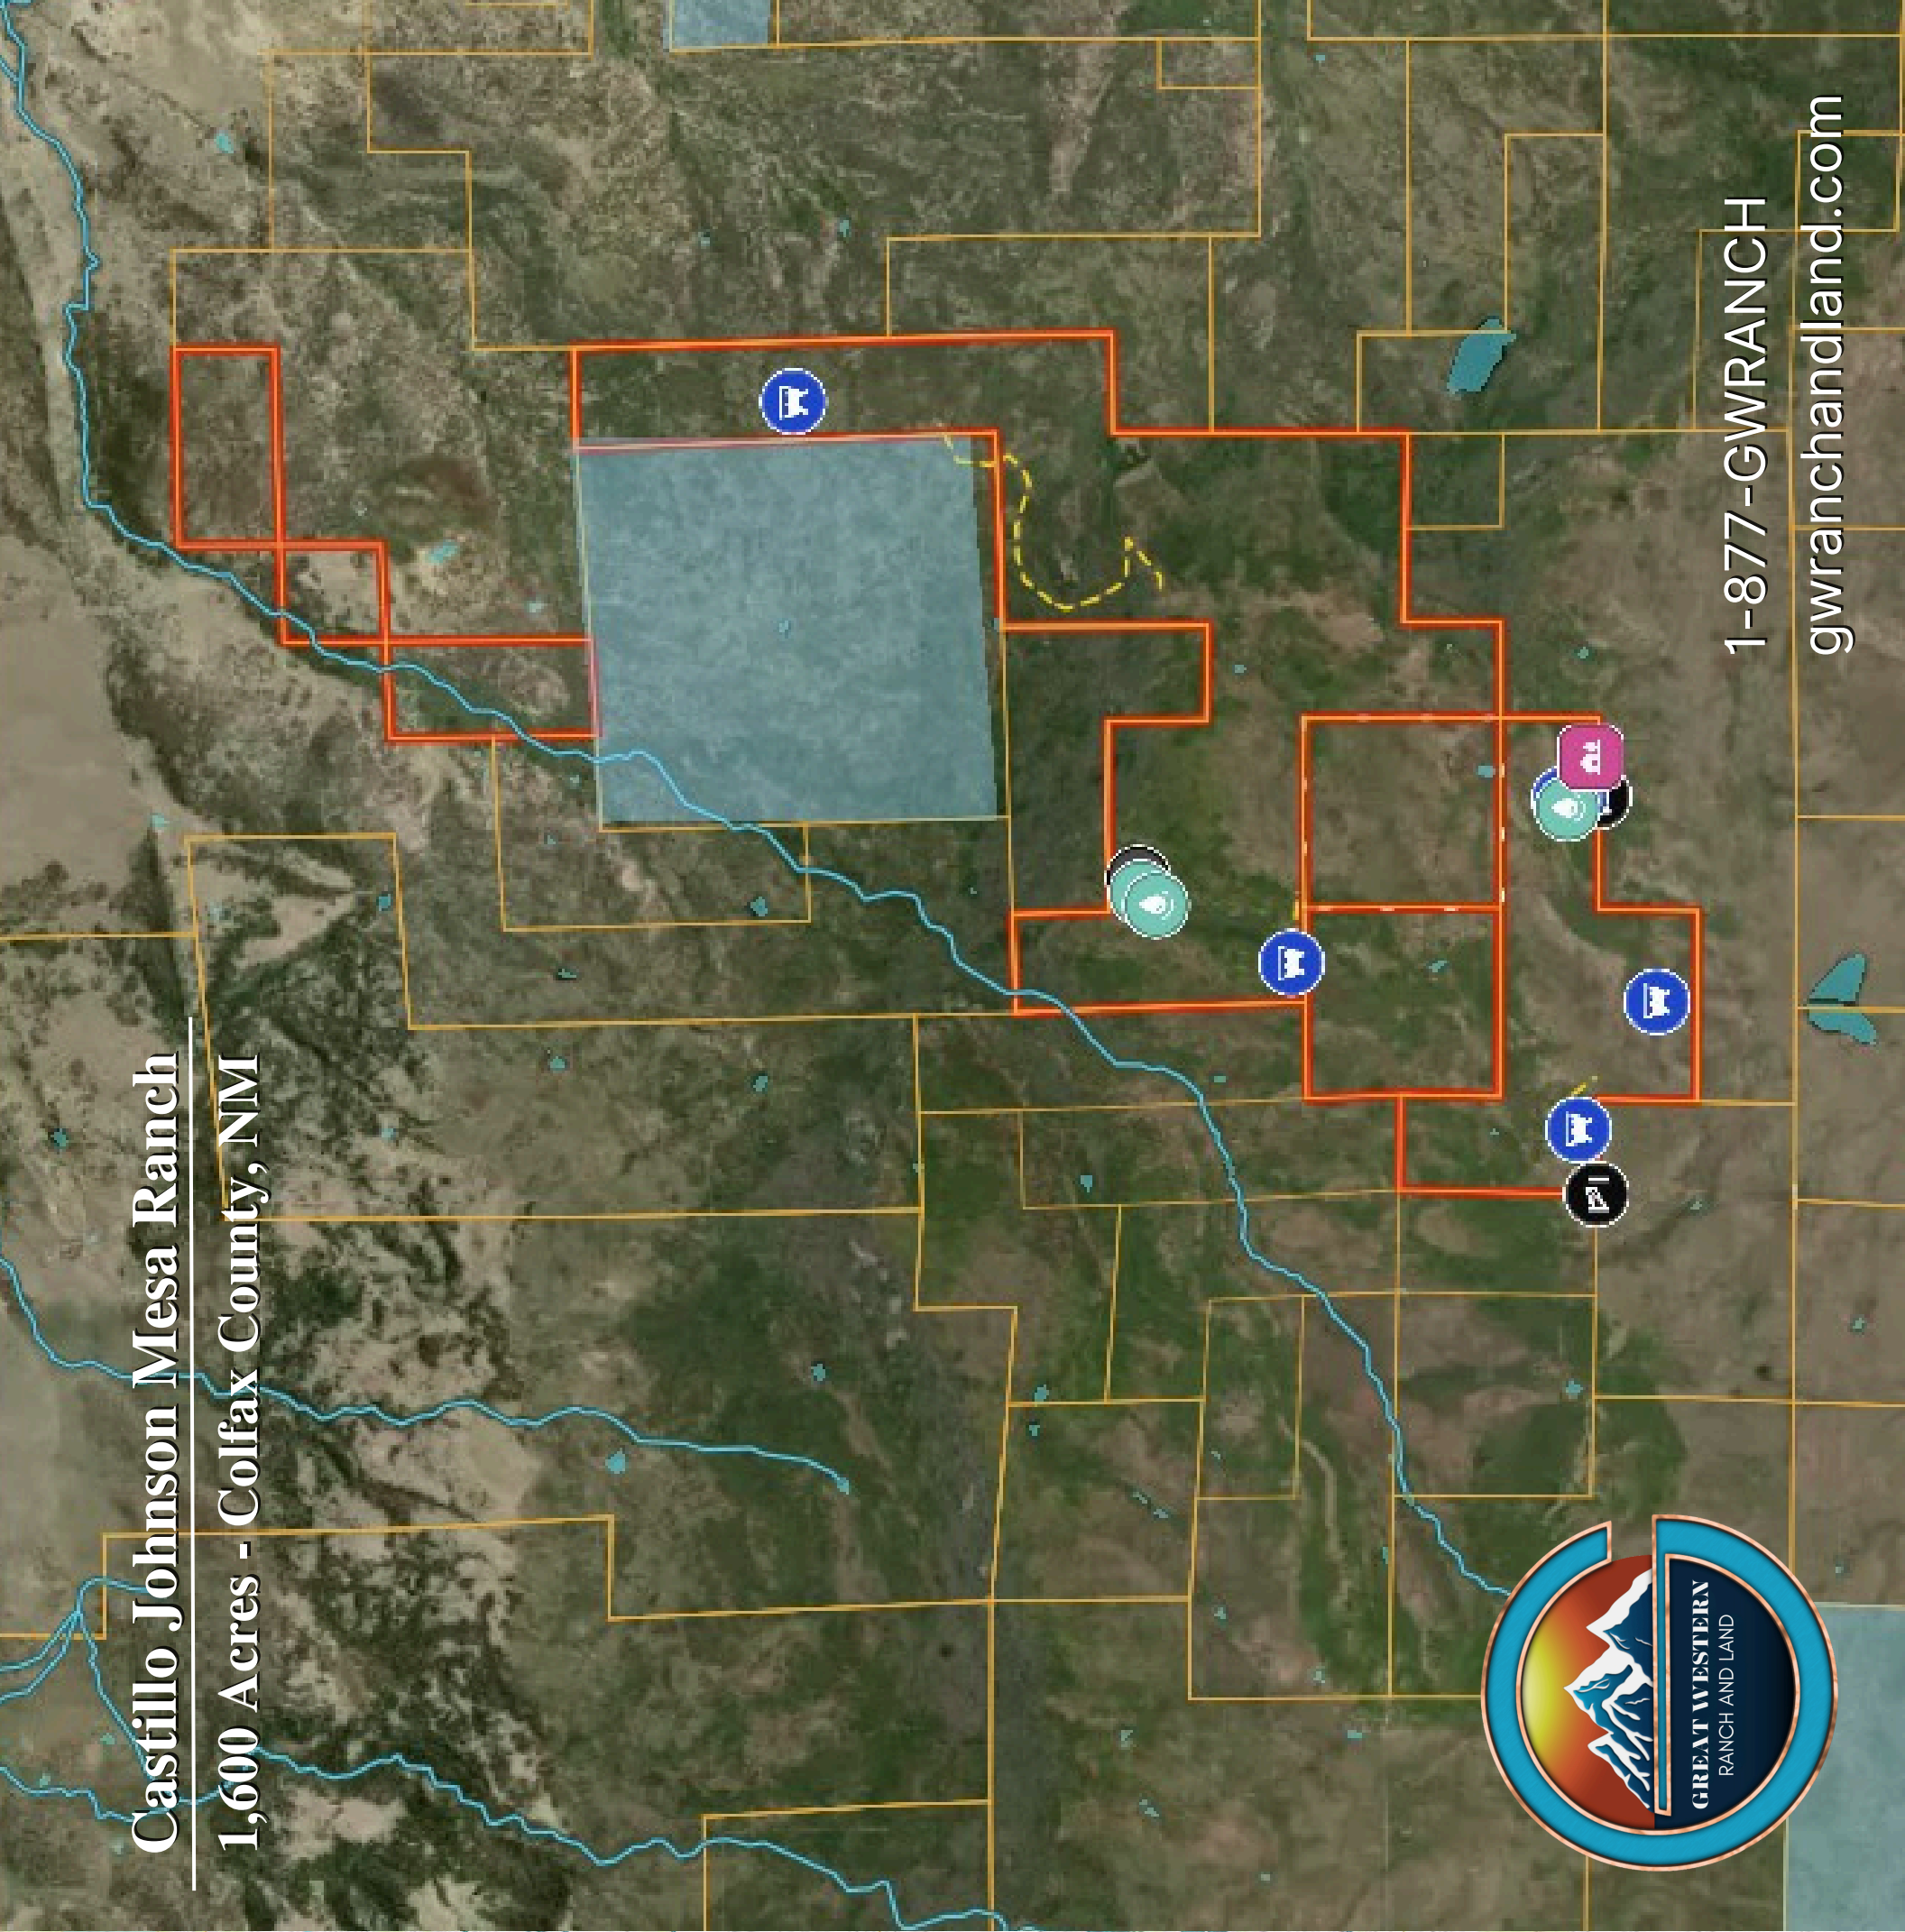 Castillo Johnson Mesa Ranch
1,600 Acres - Colfax County, NM
GREAT WESTERN
RANCH AND LAND
1-877-GWRANCH
gwranchandland.com